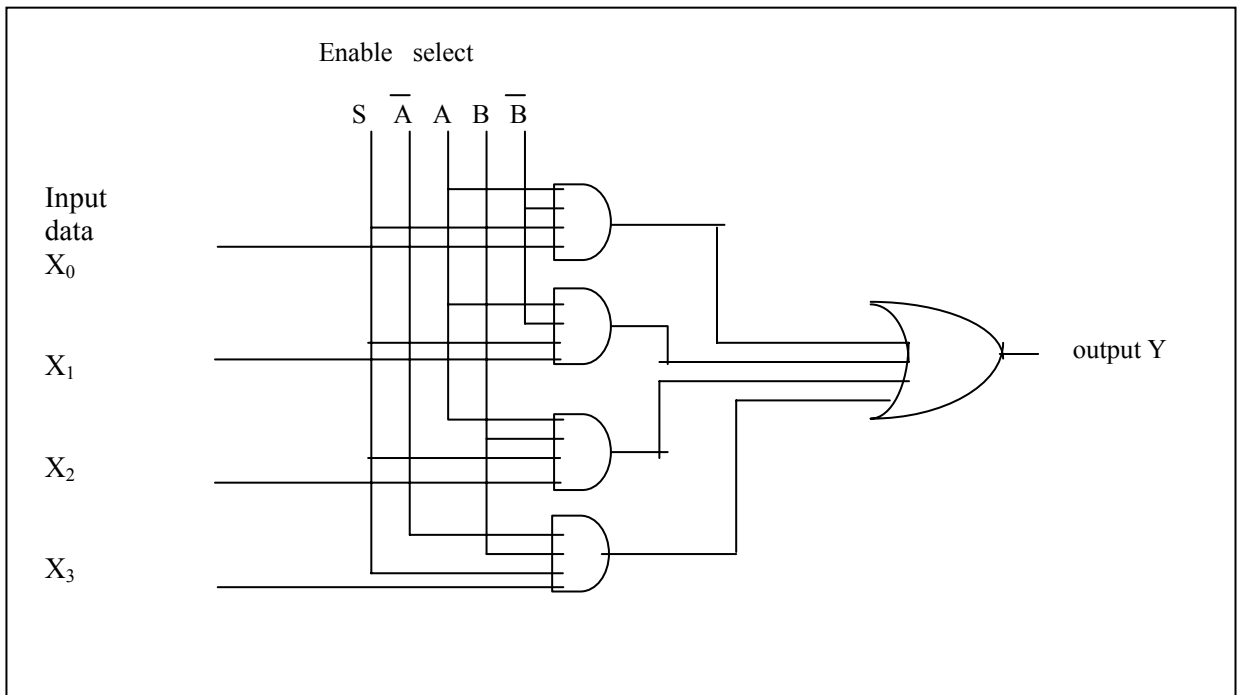 Enable select
S A̅ A B B̅
Input
data
X₀
X₁
output Y
X₂
X₃